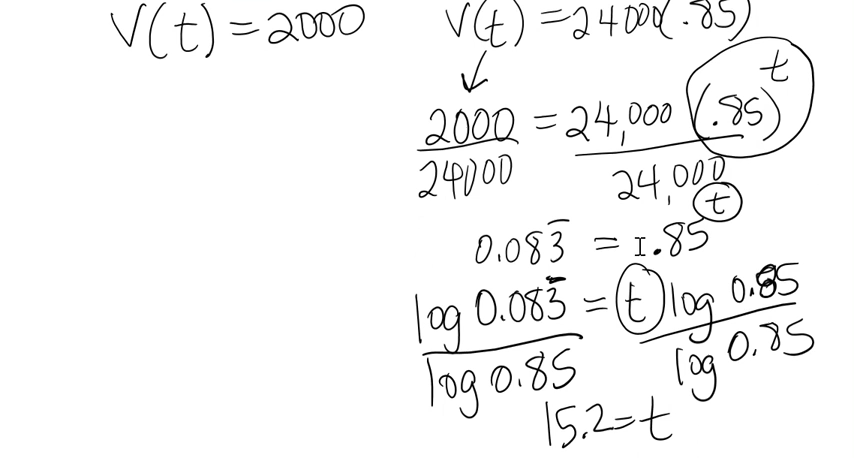 V(t) = 2000
V(t) = 24000(.85)
t
2000 = 24,000 (.85)
24000 24,000
t
0.083̅ = 1.85
log 0.083̅ = t log 0.85
log 0.85 log 0.85
15.2 = t